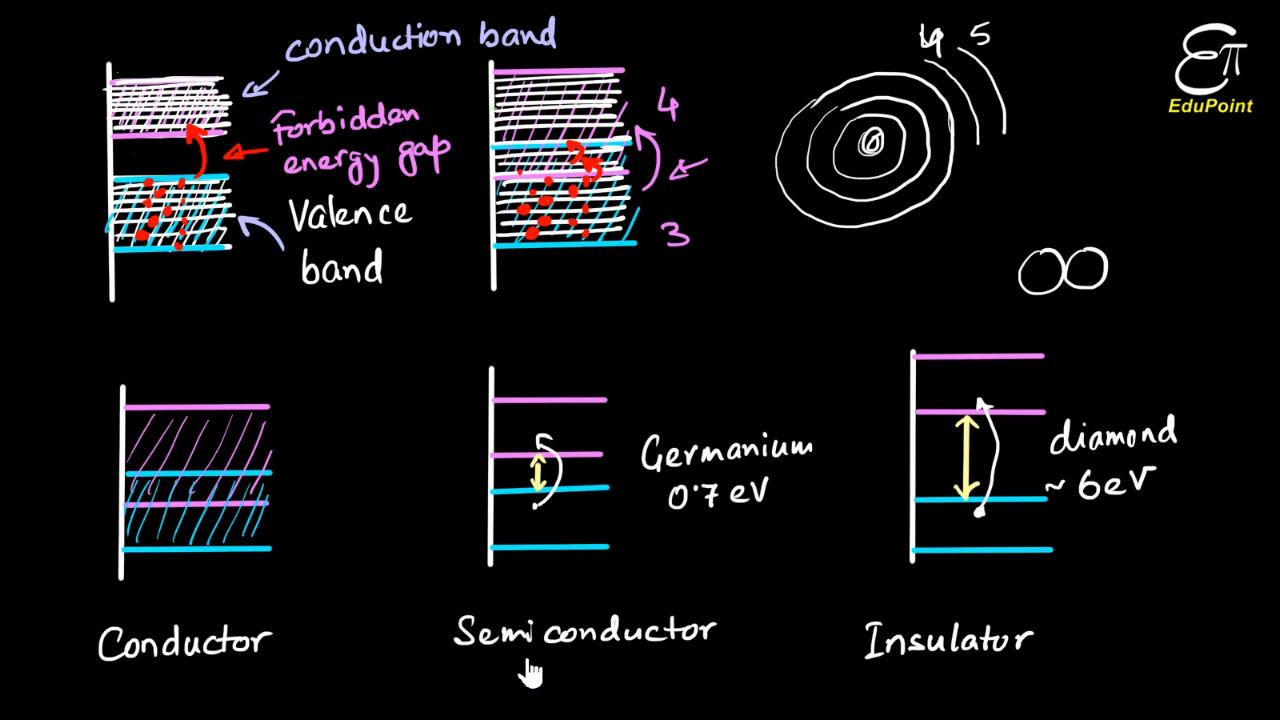 conduction band
forbidden
energy gap
Valence
band
4
3
4 5
επ
EduPoint
Germanium
0.7 eV
diamond
~ 6eV
Conductor
Semiconductor
Insulator